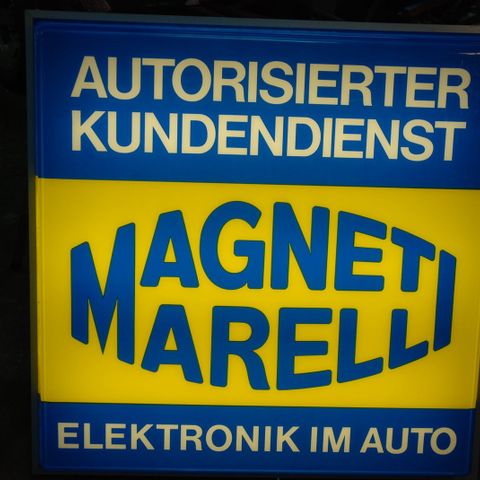 AUTORISIERTER
KUNDENDIENST
MAGNETI
MARELLI
ELEKTRONIK IM AUTO